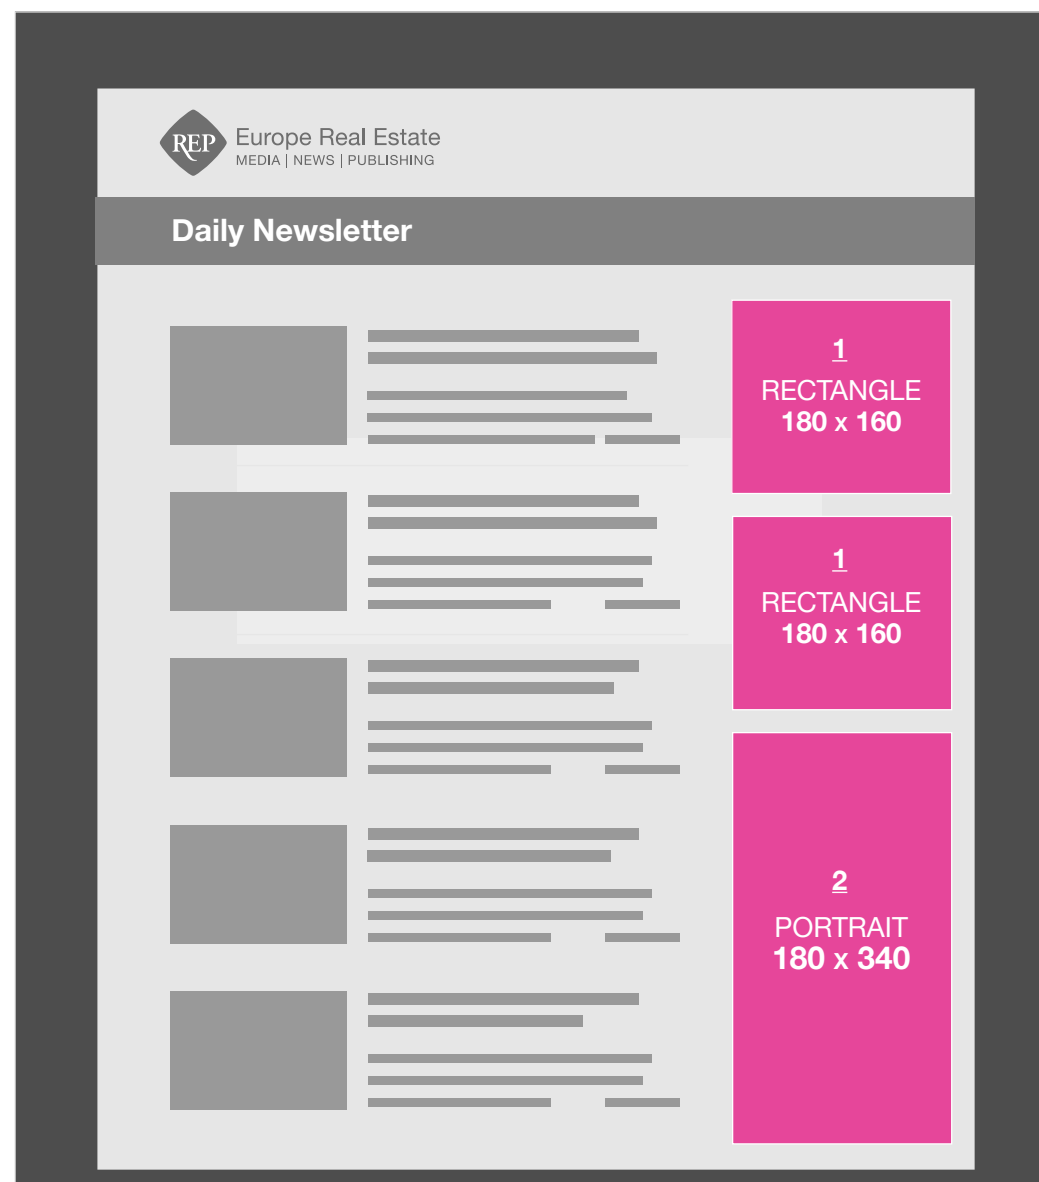 REP
Europe Real Estate
MEDIA | NEWS | PUBLISHING
Daily Newsletter
1
RECTANGLE
180 x 160
1
RECTANGLE
180 x 160
2
PORTRAIT
180 x 340